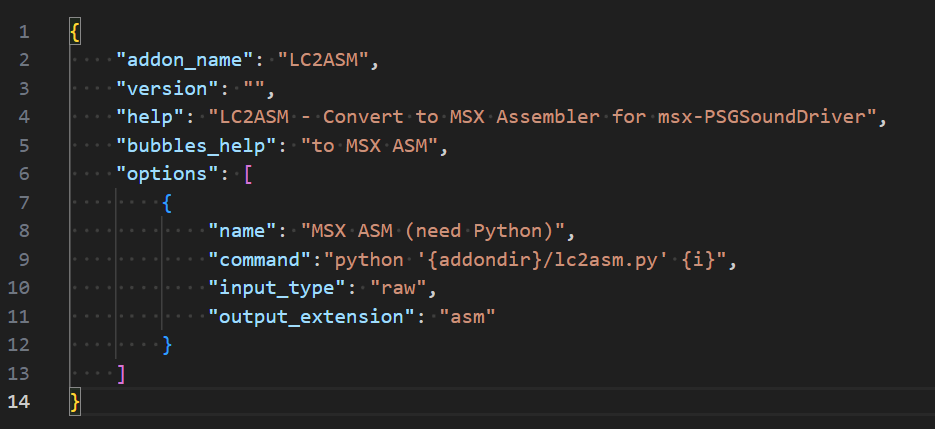 1 {
2     "addon_name": "LC2ASM",
3     "version": "",
4     "help": "LC2ASM - Convert to MSX Assembler for msx-PSGSoundDriver",
5     "bubbles_help": "to MSX ASM",
6     "options": [
7         {
8             "name": "MSX ASM (need Python)",
9             "command":"python '{addondir}/lc2asm.py' {i}",
10             "input_type": "raw",
11             "output_extension": "asm"
12         }
13     ]
14 }